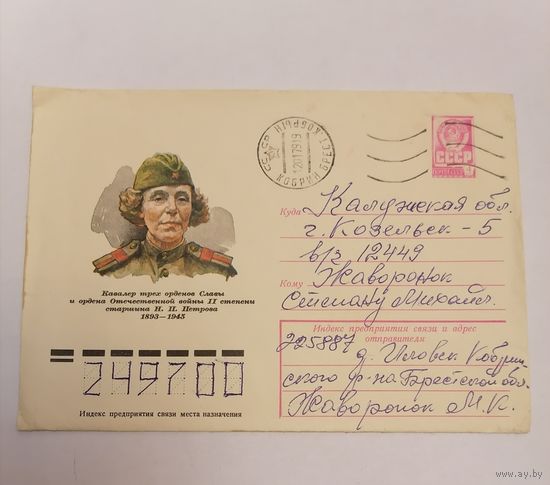 КОБРИН БРЕСТ. КОБРЫН
СССР
Кавалер трех орденов Славы
и ордена Отечественной войны II степени
старшина Н. П. Петрова
1893—1945
249700
Индекс предприятия связи места назначения
Куда Калужская обл.
г. Козельск - 5
в/ч 12449
Кому Жаворонок
Степану Михайл.
Индекс предприятия связи и адрес
отправителя
225887
д. Иловск Кобрин-
ского р-на Брестской обл.
Жаворонок М. К.
www.ay.by